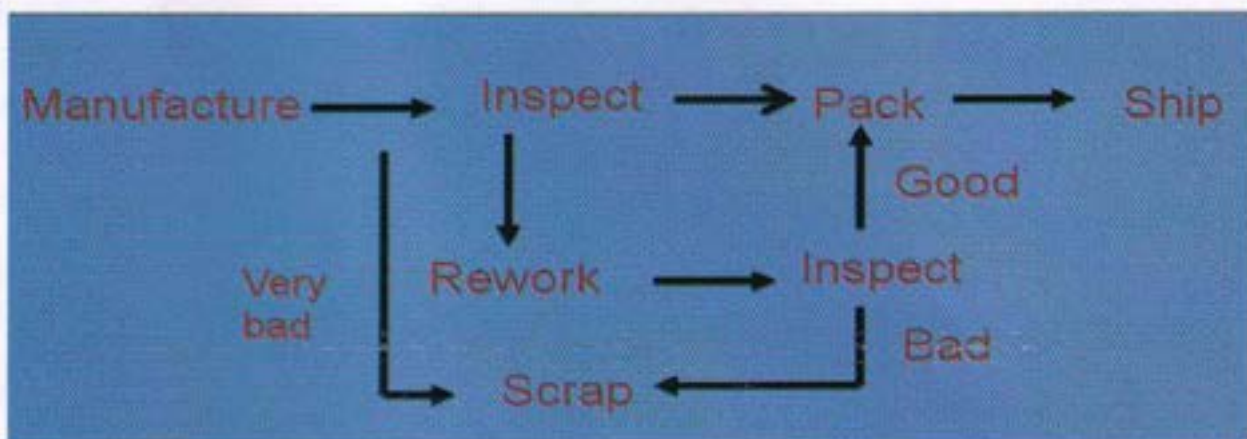 Manufacture
Inspect
Pack
Ship
Good
Rework
Inspect
Very
bad
Bad
Scrap